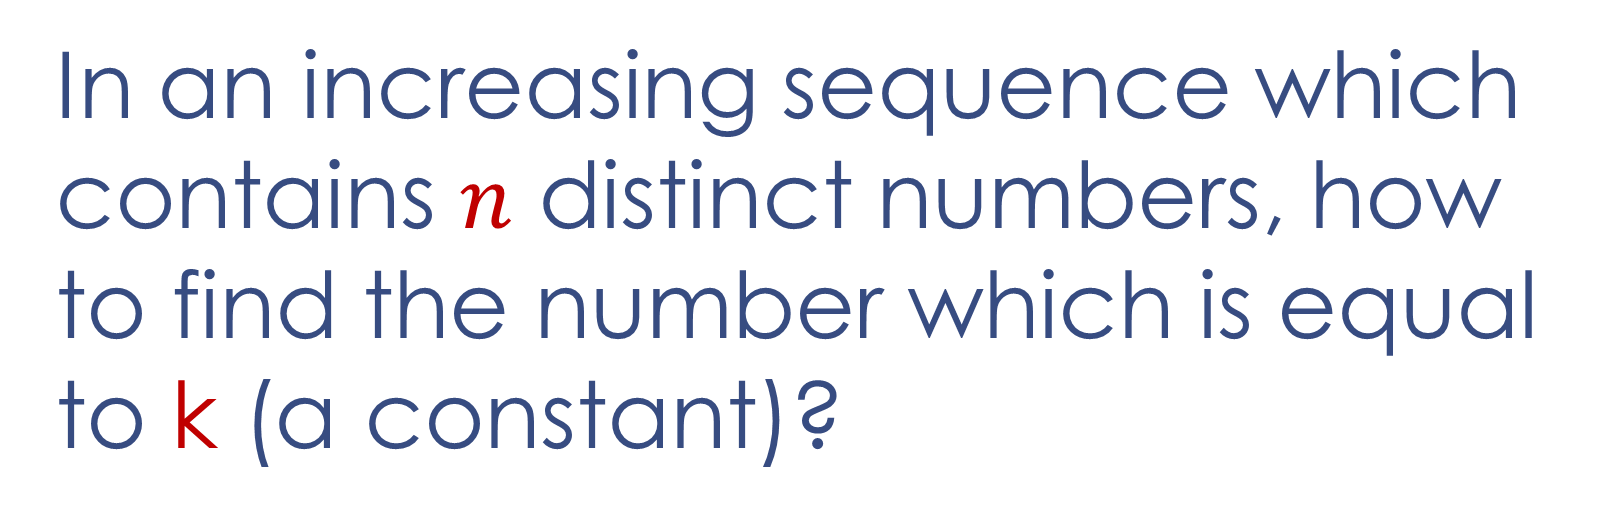 In an increasing sequence which
contains n distinct numbers, how
to find the number which is equal
to k (a constant)?